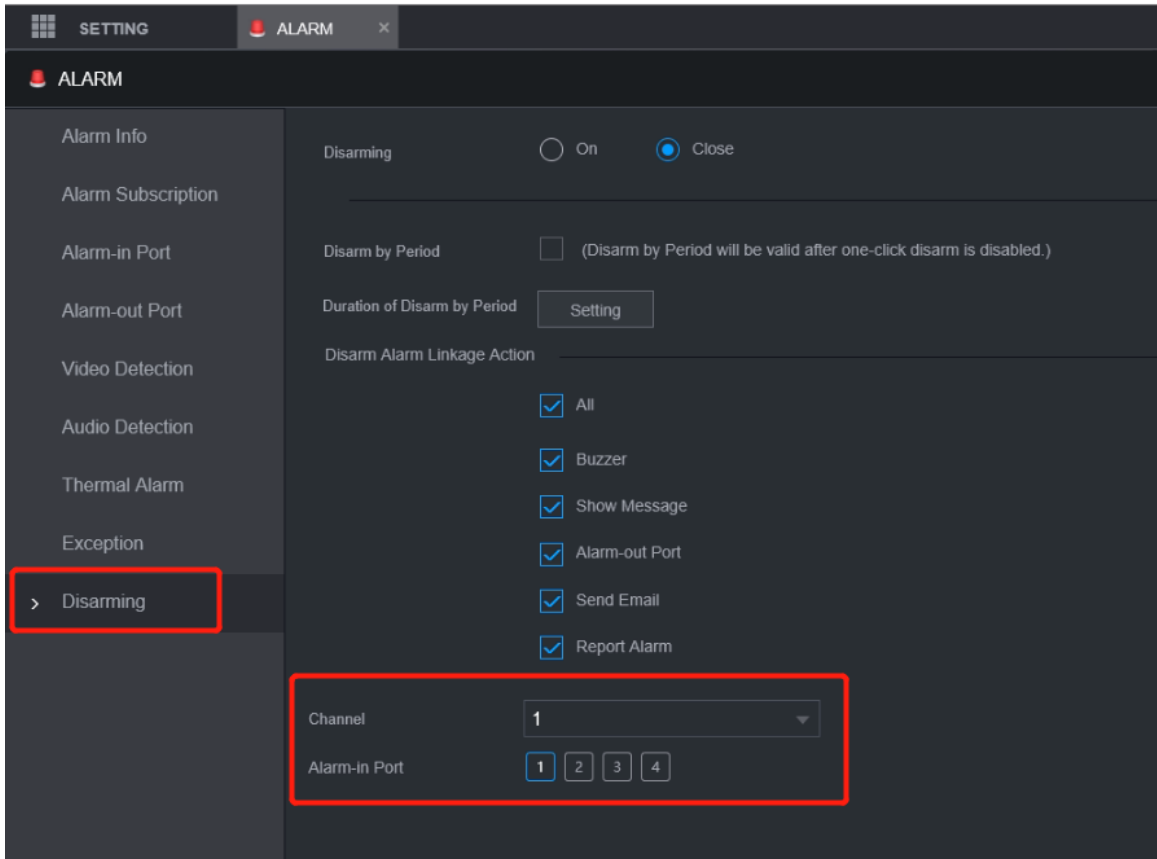 SETTING
ALARM
ALARM
Alarm Info
Alarm Subscription
Alarm-in Port
Alarm-out Port
Video Detection
Audio Detection
Thermal Alarm
Exception
Disarming
Disarming On Close
Disarm by Period (Disarm by Period will be valid after one-click disarm is disabled.)
Duration of Disarm by Period Setting
Disarm Alarm Linkage Action
All
Buzzer
Show Message
Alarm-out Port
Send Email
Report Alarm
Channel 1
Alarm-in Port 1 2 3 4